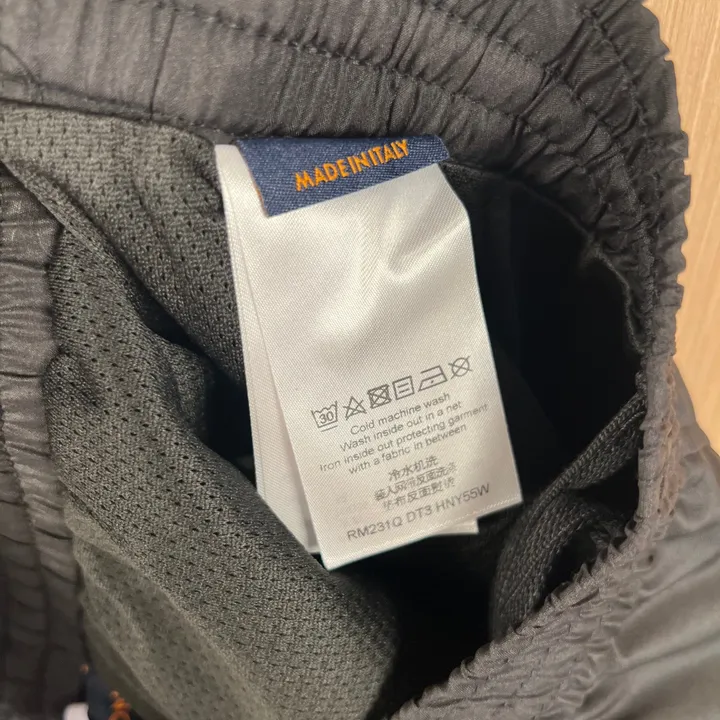 MADE IN ITALY
30
Cold machine wash
Wash inside out in a net
Iron inside out protecting garment
with a fabric in between
冷水机洗
袋入网吊反面洗涤
垫布反面熨烫
RM231Q DT3 HNY55W